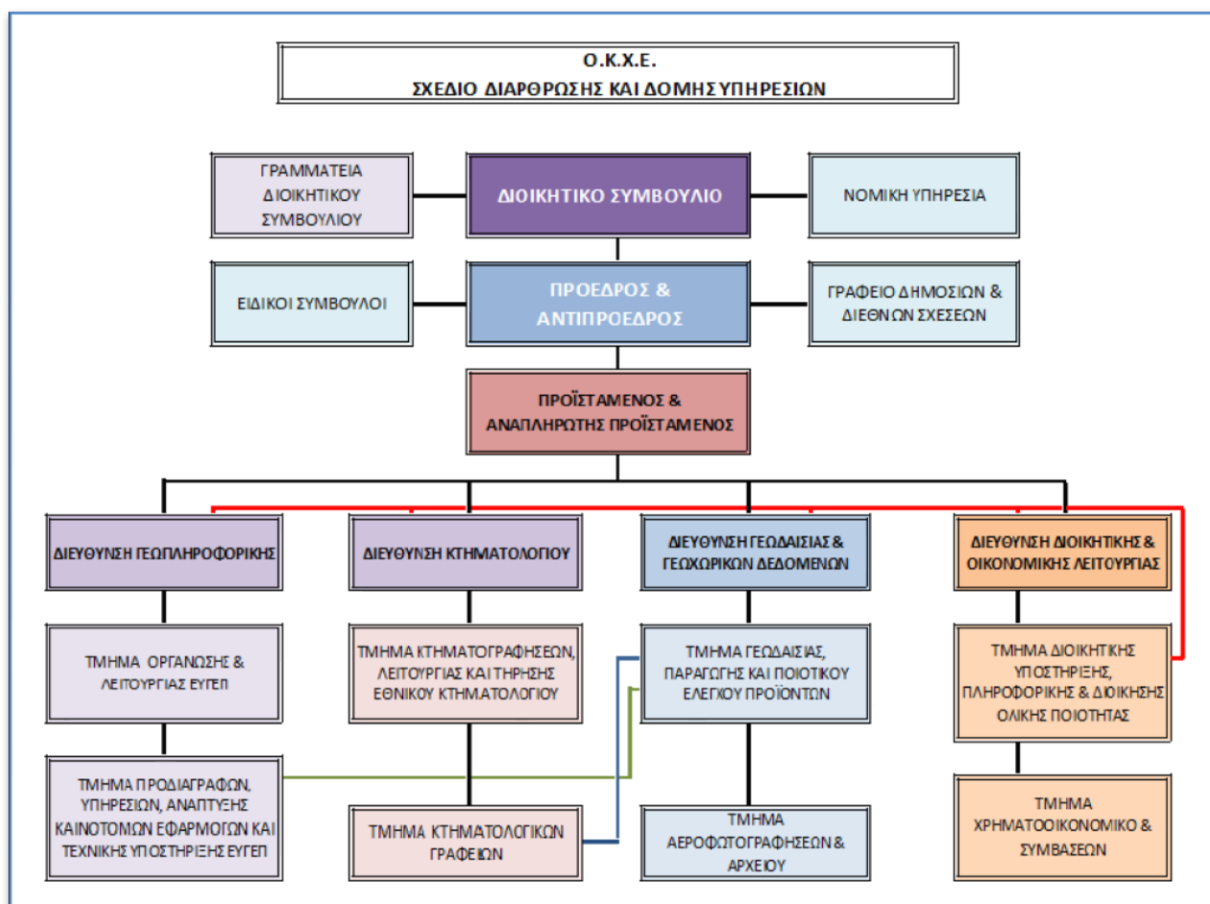 Ο.Κ.Χ.Ε.
ΣΧΕΔΙΟ ΔΙΑΡΘΡΩΣΗΣ ΚΑΙ ΔΟΜΗΣ ΥΠΗΡΕΣΙΩΝ
ΓΡΑΜΜΑΤΕΙΑ
ΔΙΟΙΚΗΤΙΚΟΥ
ΣΥΜΒΟΥΛΙΟΥ
ΔΙΟΙΚΗΤΙΚΟ ΣΥΜΒΟΥΛΙΟ
ΝΟΜΙΚΗ ΥΠΗΡΕΣΙΑ
ΕΙΔΙΚΟΙ ΣΥΜΒΟΥΛΟΙ
ΠΡΟΕΔΡΟΣ &
ΑΝΤΙΠΡΟΕΔΡΟΣ
ΓΡΑΦΕΙΟ ΔΗΜΟΣΙΩΝ &
ΔΙΕΘΝΩΝ ΣΧΕΣΕΩΝ
ΠΡΟΪΣΤΑΜΕΝΟΣ &
ΑΝΑΠΛΗΡΩΤΗΣ ΠΡΟΪΣΤΑΜΕΝΟΣ
ΔΙΕΥΘΥΝΣΗ ΓΕΩΠΛΗΡΟΦΟΡΙΚΗΣ
ΔΙΕΥΘΥΝΣΗ ΚΤΗΜΑΤΟΛΟΓΙΟΥ
ΔΙΕΥΘΥΝΣΗ ΓΕΩΔΑΙΣΙΑΣ &
ΓΕΩΧΩΡΙΚΩΝ ΔΕΔΟΜΕΝΩΝ
ΔΙΕΥΘΥΝΣΗ ΔΙΟΙΚΗΤΙΚΗΣ &
ΟΙΚΟΝΟΜΙΚΗΣ ΛΕΙΤΟΥΡΓΙΑΣ
ΤΜΗΜΑ ΟΡΓΑΝΩΣΗΣ &
ΛΕΙΤΟΥΡΓΙΑΣ ΕΥΓΕΠ
ΤΜΗΜΑ ΚΤΗΜΑΤΟΓΡΑΦΗΣΕΩΝ,
ΛΕΙΤΟΥΡΓΙΑΣ ΚΑΙ ΤΗΡΗΣΗΣ
ΕΘΝΙΚΟΥ ΚΤΗΜΑΤΟΛΟΓΙΟΥ
ΤΜΗΜΑ ΓΕΩΔΑΙΣΙΑΣ,
ΠΑΡΑΓΩΓΗΣ ΚΑΙ ΠΟΙΟΤΙΚΟΥ
ΕΛΕΓΧΟΥ ΠΡΟΪΟΝΤΩΝ
ΤΜΗΜΑ ΔΙΟΙΚΗΤΙΚΗΣ
ΥΠΟΣΤΗΡΙΞΗΣ,
ΠΛΗΡΟΦΟΡΙΚΗΣ & ΔΙΟΙΚΗΣΗΣ
ΟΛΙΚΗΣ ΠΟΙΟΤΗΤΑΣ
ΤΜΗΜΑ ΠΡΟΔΙΑΓΡΑΦΩΝ,
ΥΠΗΡΕΣΙΩΝ, ΑΝΑΠΤΥΞΗΣ
ΚΑΙΝΟΤΟΜΩΝ ΕΦΑΡΜΟΓΩΝ ΚΑΙ
ΤΕΧΝΙΚΗΣ ΥΠΟΣΤΗΡΙΞΗΣ ΕΥΓΕΠ
ΤΜΗΜΑ ΚΤΗΜΑΤΟΛΟΓΙΚΩΝ
ΓΡΑΦΕΙΩΝ
ΤΜΗΜΑ
ΑΕΡΟΦΩΤΟΓΡΑΦΗΣΕΩΝ &
ΑΡΧΕΙΟΥ
ΤΜΗΜΑ
ΧΡΗΜΑΤΟΟΙΚΟΝΟΜΙΚΟ &
ΣΥΜΒΑΣΕΩΝ